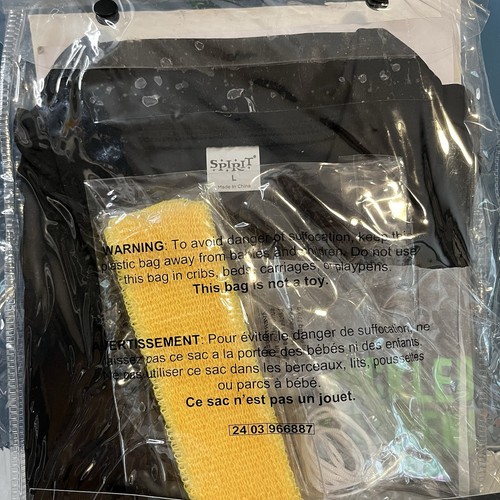 SPIRIT
L
Made in China
WARNING: To avoid danger of suffocation, keep this
plastic bag away from babies and children. Do not use
this bag in cribs, beds, carriages, or playpens.
This bag is not a toy.
AVERTISSEMENT: Pour éviter le danger de suffocation, ne
laissez pas ce sac a la portée des bébés ni des enfants.
Ne pas utiliser ce sac dans les berceaux, lits, poussettes
ou parcs à bébé.
Ce sac n'est pas un jouet.
24 03 966887